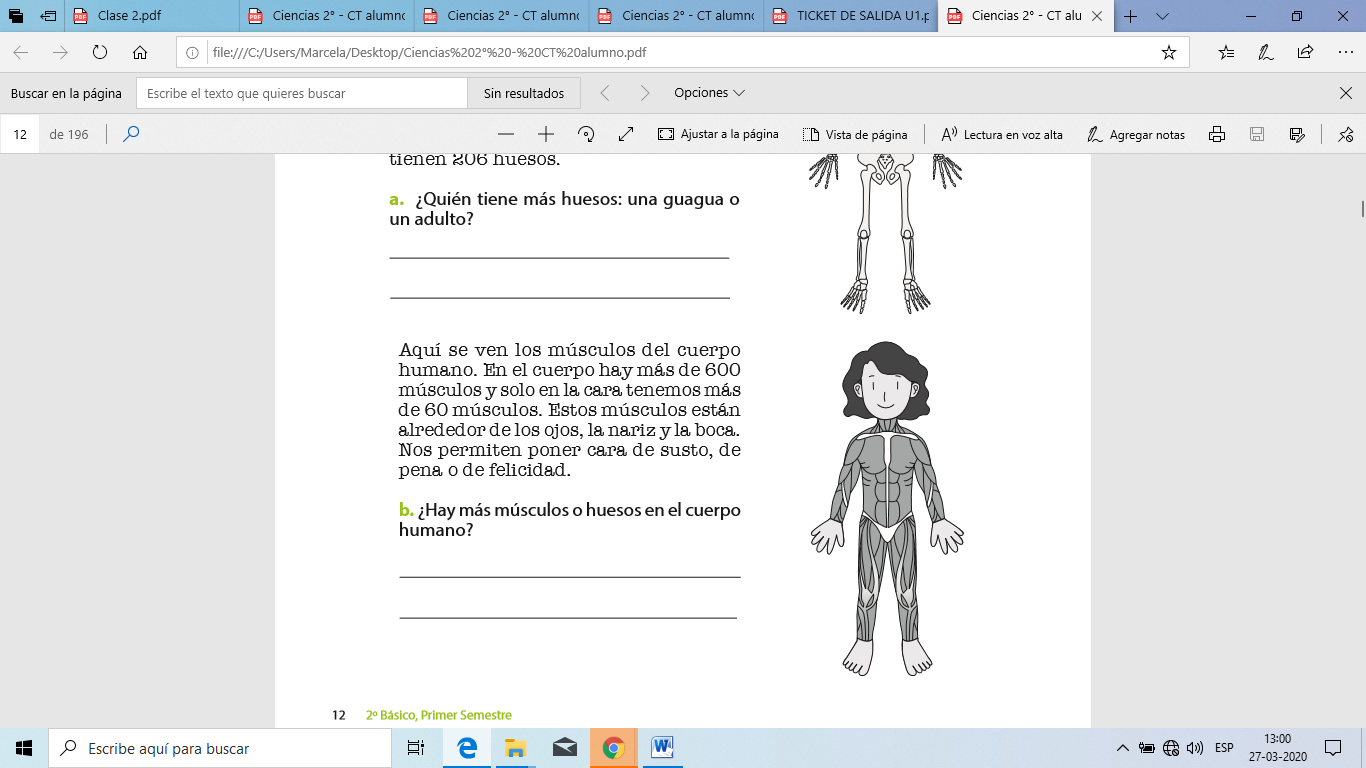 Clase 2.pdf
Ciencias 2° - CT alumno
Ciencias 2° - CT alumno
Ciencias 2° - CT alumno
TICKET DE SALIDA U1.p
Ciencias 2° - CT alu
file:///C:/Users/Marcela/Desktop/Ciencias%202°%20-%20CT%20alumno.pdf
Buscar en la página
Escribe el texto que quieres buscar
Sin resultados
Opciones
12 de 196
Ajustar a la página
Vista de página
Lectura en voz alta
Agregar notas
tienen 206 huesos.
a. ¿Quién tiene más huesos: una guagua o
un adulto?
Aquí se ven los músculos del cuerpo
humano. En el cuerpo hay más de 600
músculos y solo en la cara tenemos más
de 60 músculos. Estos músculos están
alrededor de los ojos, la nariz y la boca.
Nos permiten poner cara de susto, de
pena o de felicidad.
b. ¿Hay más músculos o huesos en el cuerpo
humano?
12 2º Básico, Primer Semestre
Escribe aquí para buscar
ESP
13:00
27-03-2020